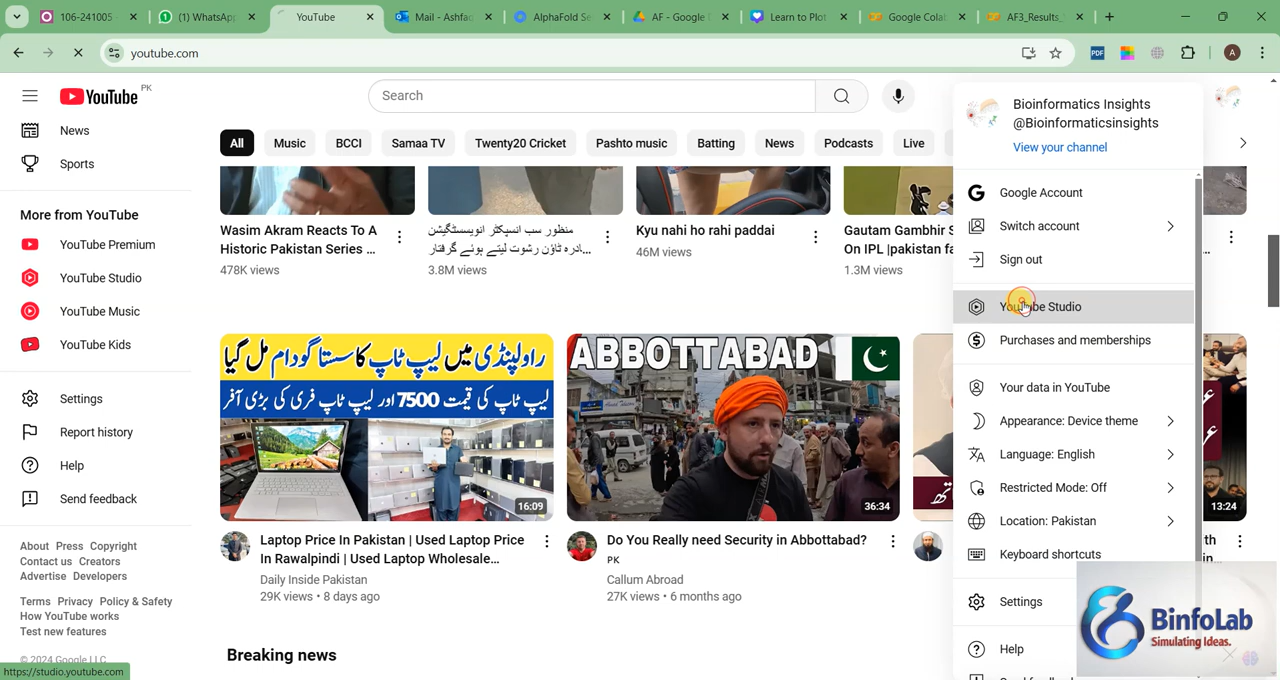 106-241005 -
(1) WhatsApp
YouTube
Mail - Ashfaq
AlphaFold Se
AF - Google D
Learn to Plot
Google Colab
AF3_Results_
youtube.com
PDF
A
YouTube PK
Search
Bioinformatics Insights
@Bioinformaticsinsights
View your channel
News
Sports
All
Music
BCCI
Samaa TV
Twenty20 Cricket
Pashto music
Batting
News
Podcasts
Live
Google Account
Switch account
Sign out
YouTube Studio
Purchases and memberships
Your data in YouTube
Appearance: Device theme
Language: English
Restricted Mode: Off
Location: Pakistan
Keyboard shortcuts
Settings
Help
More from YouTube
YouTube Premium
YouTube Studio
YouTube Music
YouTube Kids
Settings
Report history
Help
Send feedback
About Press Copyright
Contact us Creators
Advertise Developers
Terms Privacy Policy & Safety
How YouTube works
Test new features
© 2024 Google LLC
https://studio.youtube.com
Wasim Akram Reacts To A
Historic Pakistan Series ...
478K views
منظور سب انسپکٹر انویسٹگیشن
نادرہ ٹاؤن رشوت لیتے ہوئے گرفتار...
3.8M views
Kyu nahi ho rahi paddai
46M views
Gautam Gambhir S
On IPL |pakistan fa
1.3M views
راولپنڈی میں لیپ ٹاپ کا سستا گودام مل گیا
لیپ ٹاپ کی قیمت 7500 اور لیپ ٹاپ فری کی بڑی آفر
16:09
ABBOTTABAD
36:34
13:24
Laptop Price In Pakistan | Used Laptop Price
In Rawalpindi | Used Laptop Wholesale...
Daily Inside Pakistan
29K views • 8 days ago
Do You Really need Security in Abbottabad?
PK
Callum Abroad
27K views • 6 months ago
Breaking news
BinfoLab
Simulating Ideas.